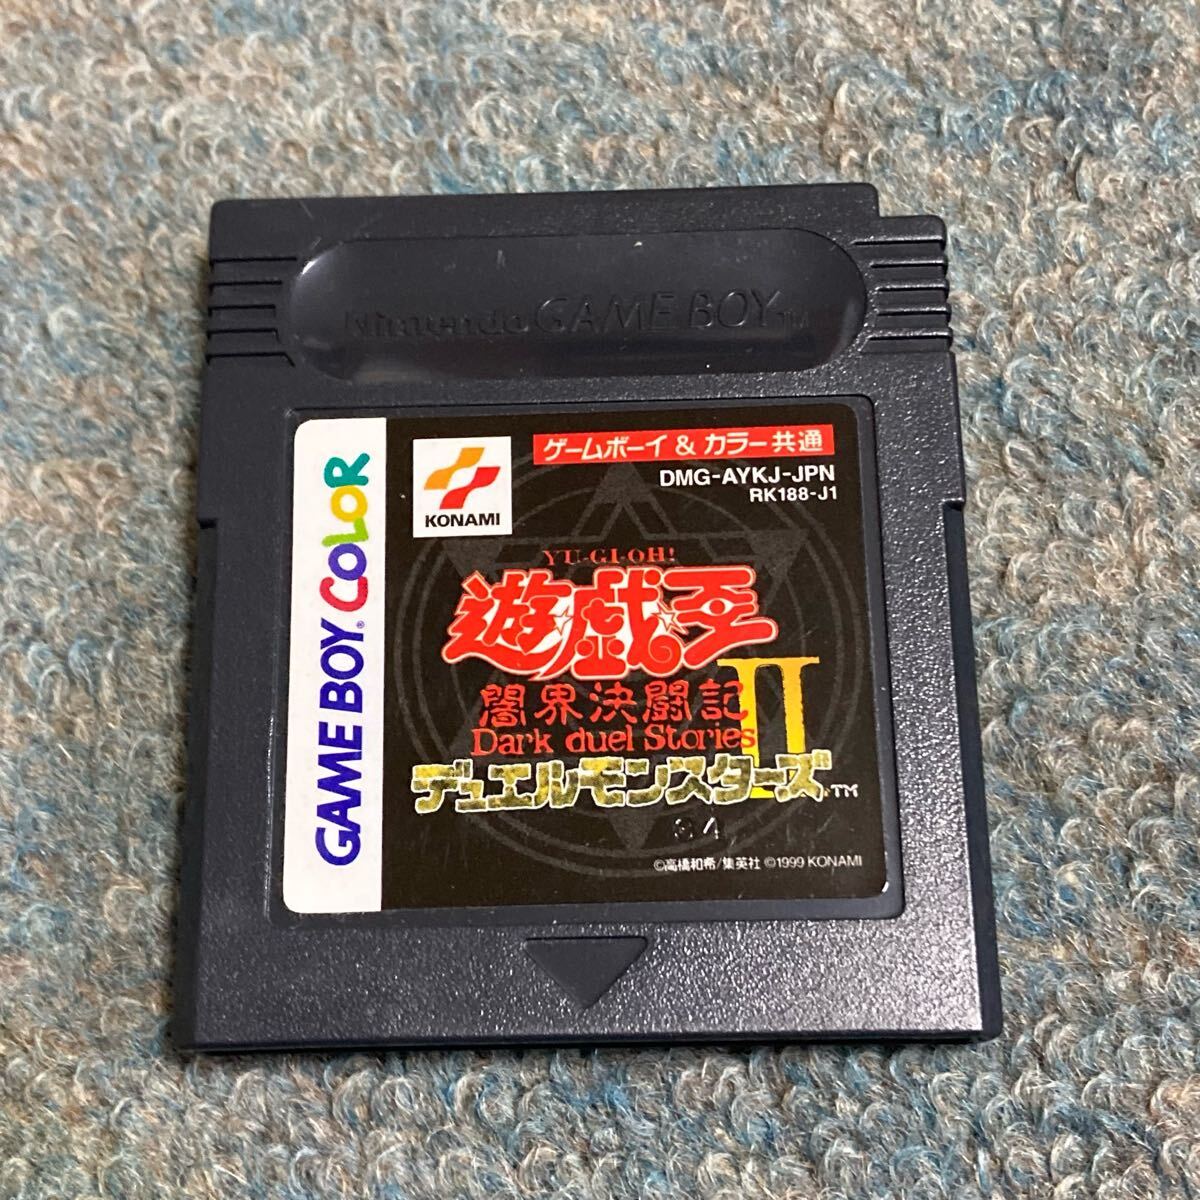 Nintendo GAME BOY TM
GAME BOY COLOR
KONAMI
ゲームボーイ & カラー共通
DMG-AYKJ-JPN
RK188-J1
YU-GI-OH!
遊☆戯☆王
闇界決闘記
Dark duel Stories
II
デュエルモンスターズ™
04
©高橋和希/集英社 ©1999 KONAMI